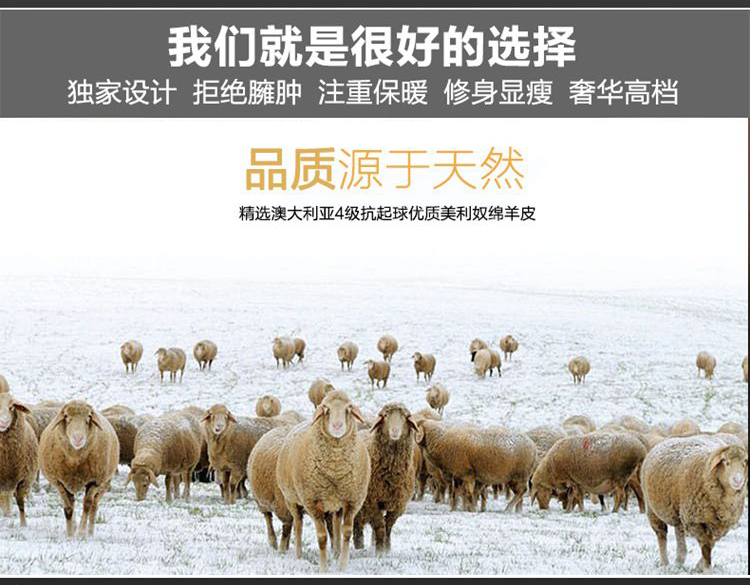 我们就是很好的选择
独家设计 拒绝臃肿 注重保暖 修身显瘦 奢华高档
品质源于天然
精选澳大利亚4级抗起球优质美利奴绵羊皮